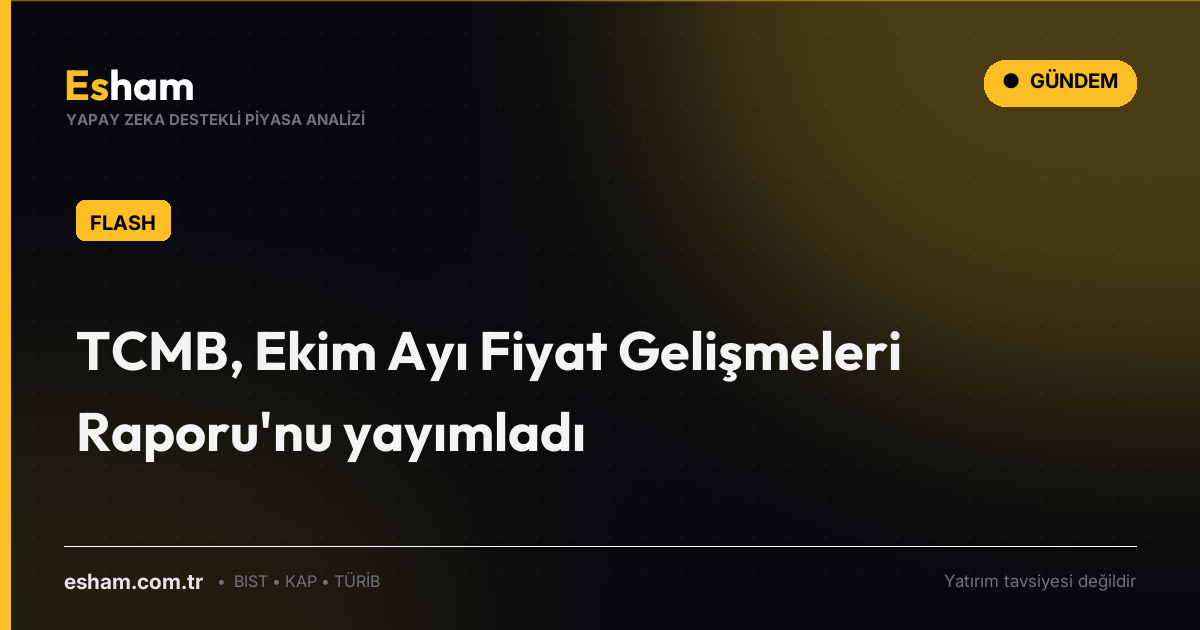 Esham
YAPAY ZEKA DESTEKLİ PİYASA ANALİZİ
● GÜNDEM
FLASH
TCMB, Ekim Ayı Fiyat Gelişmeleri
Raporu'nu yayımladı
esham.com.tr • BIST • KAP • TÜRİB
Yatırım tavsiyesi değildir